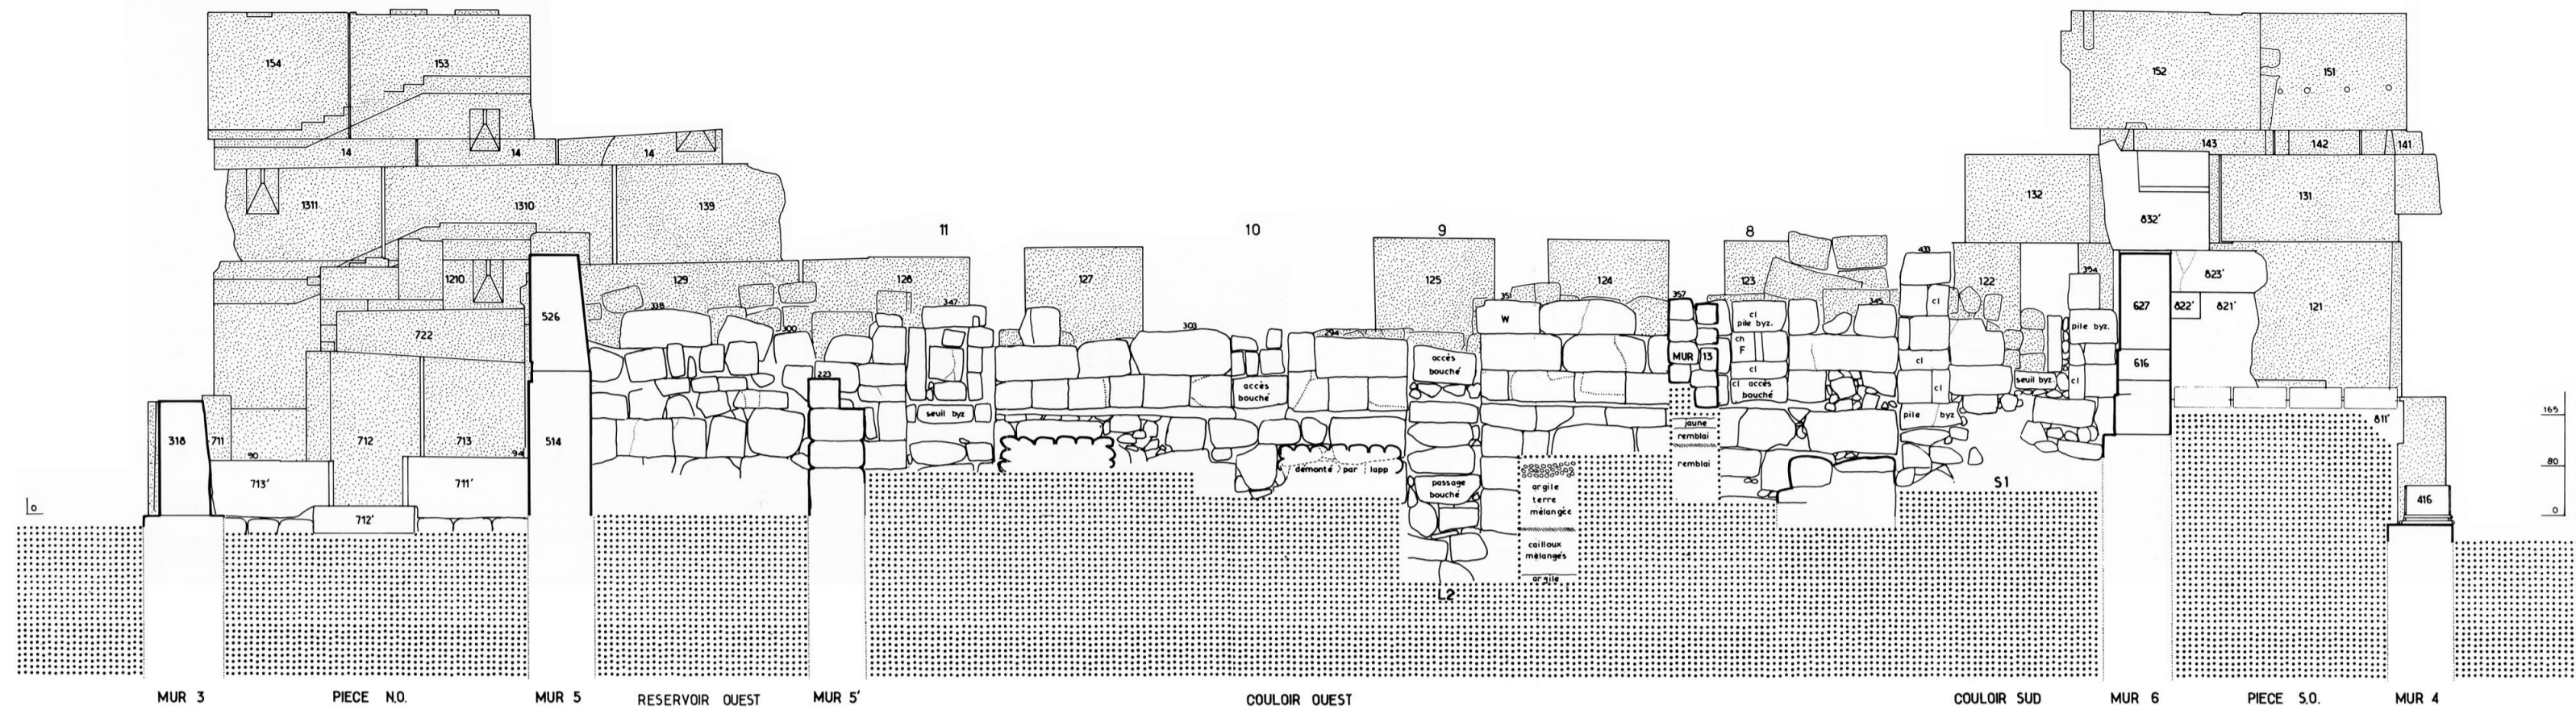 154
153
152
151
14
14
14
143
142
141
1311
1310
139
132
131
832'
11
10
9
8
433
1210
129
128
127
125
124
123
122
394
823'
526
627
822'
821'
121
338
300
347
303
294
351
357
345
W
cl
pile byz.
cl
pile byz.
722
accès
bouché
ch
F
MUR 13
616
cl
cl
223
accès
bouché
cl accès
bouché
cl
seuil byz.
cl
318
711
712
713
514
seuil byz
pile byz
811'
165
90
94
jaune
remblai
remblai
démonté par lapp
80
713'
711'
passage
bouché
argile
terre
mélangée
S1
416
0
712'
0
cailloux
mélangés
argile
L2
MUR 3
PIECE N.O.
MUR 5
RESERVOIR OUEST
MUR 5'
COULOIR OUEST
COULOIR SUD
MUR 6
PIECE S.O.
MUR 4